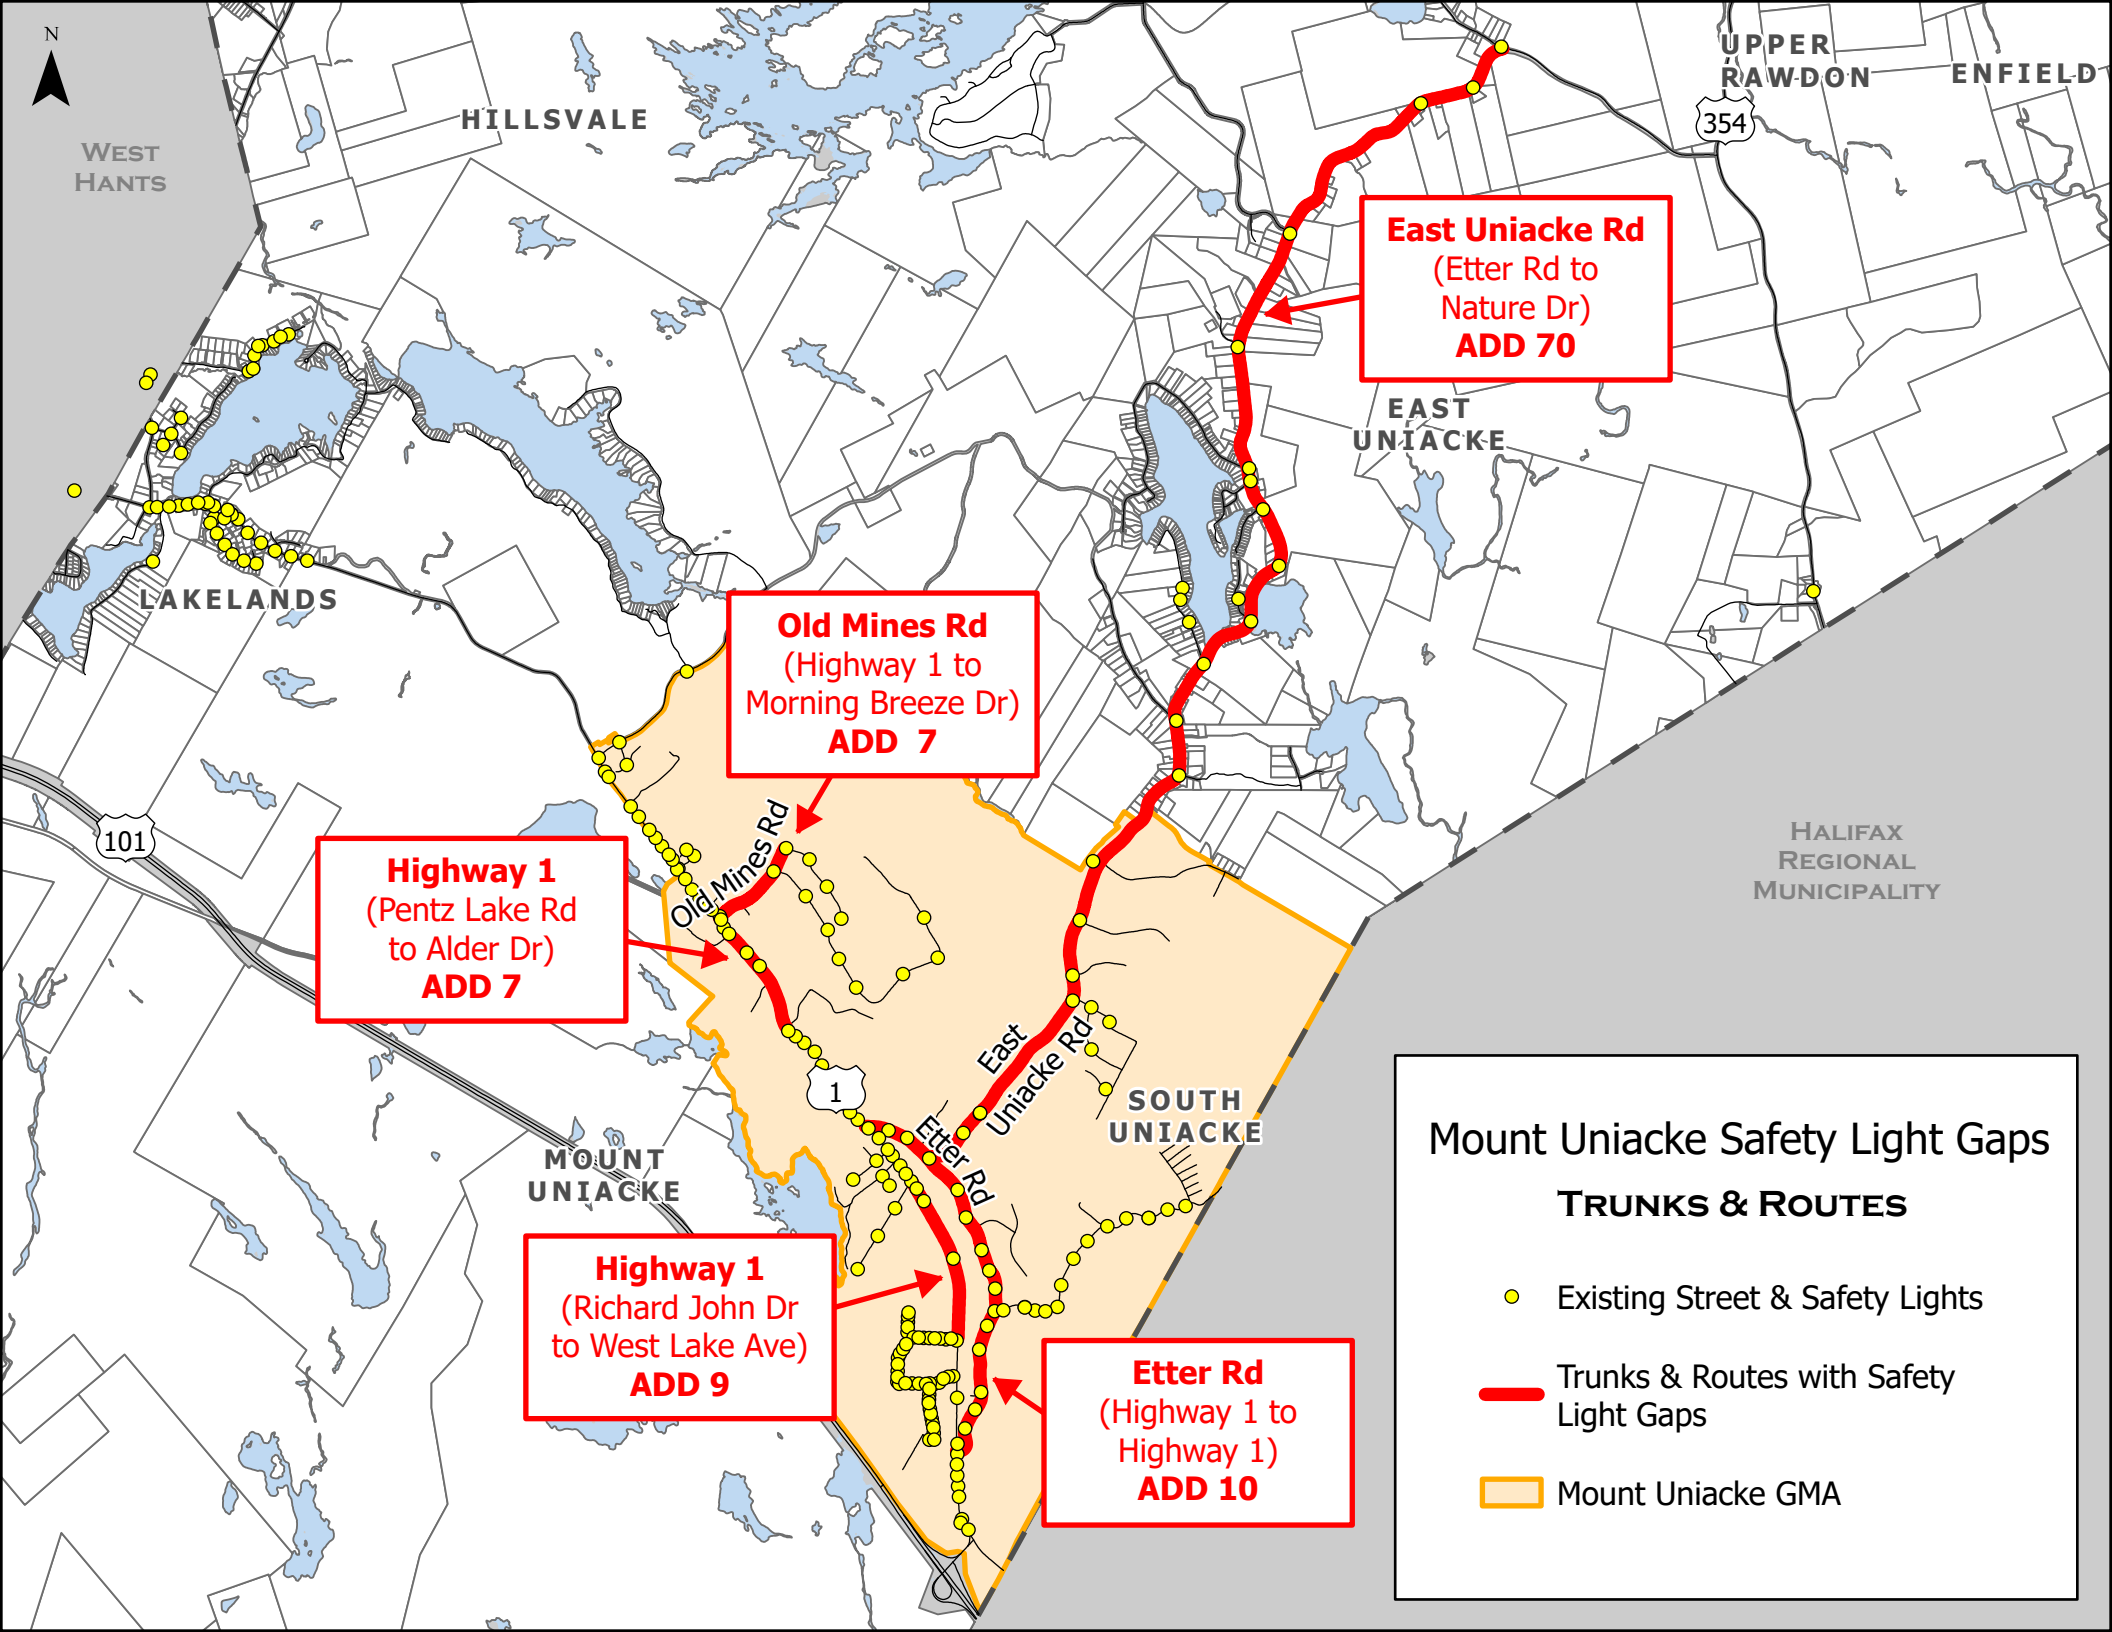 N
WEST
HANTS
HILLSVALE
UPPER
RAWDON
ENFIELD
354
East Uniacke Rd
(Etter Rd to
Nature Dr)
ADD 70
EAST
UNIACKE
LAKELANDS
Old Mines Rd
(Highway 1 to
Morning Breeze Dr)
ADD 7
101
Old Mines Rd
Highway 1
(Pentz Lake Rd
to Alder Dr)
ADD 7
HALIFAX
REGIONAL
MUNICIPALITY
1
East
Uniacke Rd
Etter Rd
SOUTH
UNIACKE
MOUNT
UNIACKE
Highway 1
(Richard John Dr
to West Lake Ave)
ADD 9
Etter Rd
(Highway 1 to
Highway 1)
ADD 10
Mount Uniacke Safety Light Gaps
TRUNKS & ROUTES
Existing Street & Safety Lights
Trunks & Routes with Safety
Light Gaps
Mount Uniacke GMA